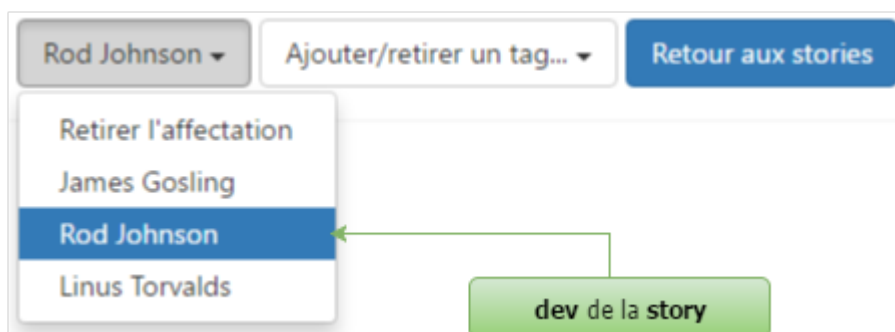 Rod Johnson
Ajouter/retirer un tag...
Retour aux stories
Retirer l'affectation
James Gosling
Rod Johnson
Linus Torvalds
dev de la story